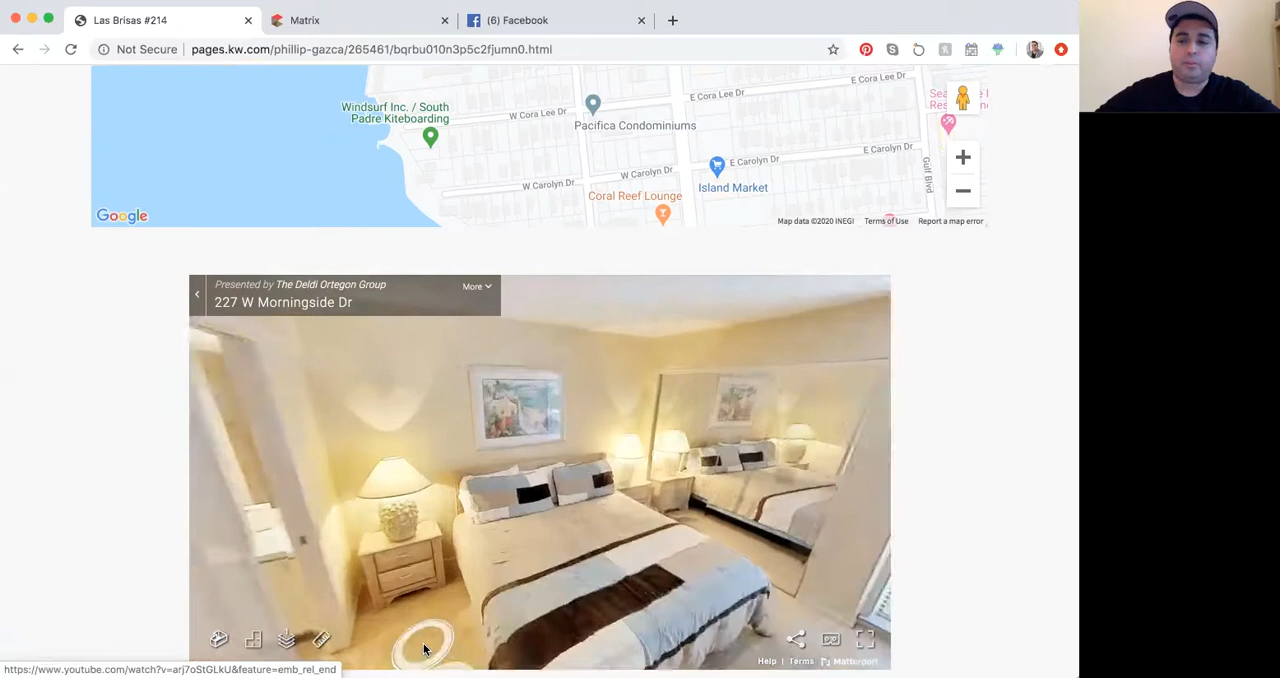 Las Brisas #214
Matrix
(6) Facebook
Not Secure
pages.kw.com/phillip-gazca/265461/bqrbu010n3p5c2fjumn0.html
E Cora Lee Dr
E Cora Lee Dr
Windsurf Inc. / South
Padre Kiteboarding
W Cora Lee Dr
Pacifica Condominiums
E Carolyn Dr
E Carolyn Dr
Island Market
W Carolyn Dr
W Carolyn Dr
Gulf Blvd
Coral Reef Lounge
Google
Map data ©2020 INEGI
Terms of Use
Report a map error
Presented by The Deldi Ortegon Group
More
227 W Morningside Dr
Help | Terms
Matterport
https://www.youtube.com/watch?v=arj7oStGLkU&feature=emb_rel_end